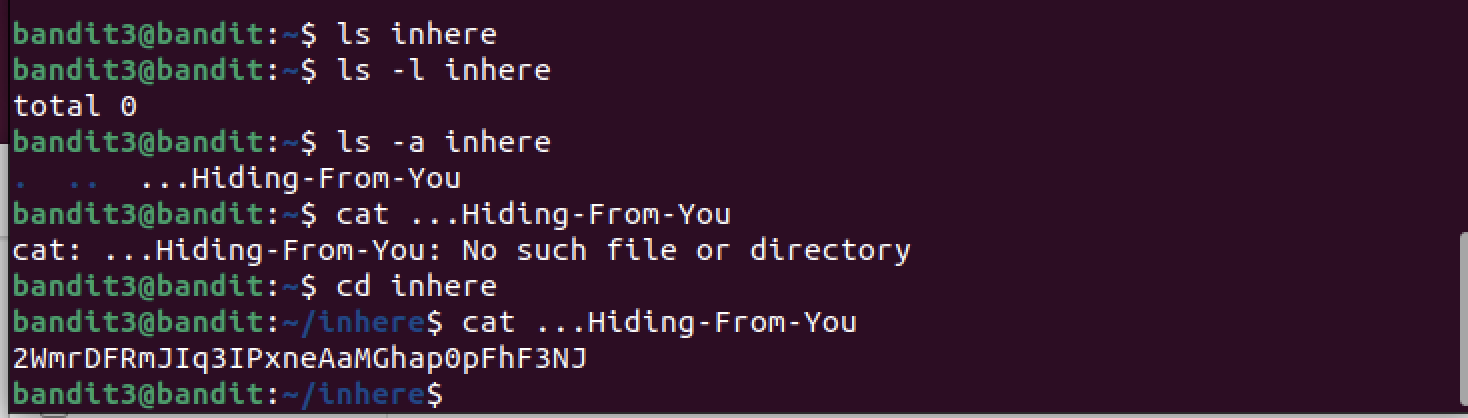 bandit3@bandit:~$ ls inhere
bandit3@bandit:~$ ls -l inhere
total 0
bandit3@bandit:~$ ls -a inhere
.  ..  ...Hiding-From-You
bandit3@bandit:~$ cat ...Hiding-From-You
cat: ...Hiding-From-You: No such file or directory
bandit3@bandit:~$ cd inhere
bandit3@bandit:~/inhere$ cat ...Hiding-From-You
2WmrDFRmJIq3IPxneAaMGhap0pFhF3NJ
bandit3@bandit:~/inhere$